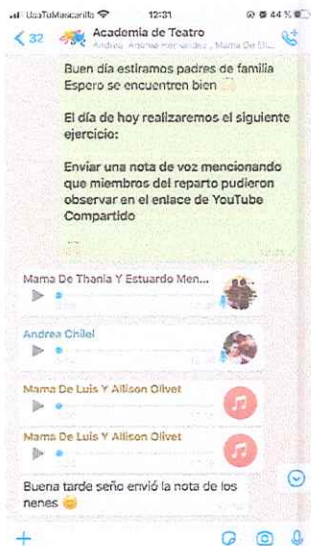 UsaTuMascarilla 12:31 44 %
32 Academia de Teatro
Buen día estiramos padres de familia
Espero se encuentren bien
El día de hoy realizaremos el siguiente
ejercicio:
Enviar una nota de voz mencionando
que miembros del reparto pudieron
observar en el enlace de YouTube
Compartido
Mama De Thania Y Estuardo Men...
Andrea Chilel
Mama De Luis Y Allison Olivet
Mama De Luis Y Allison Olivet
Buena tarde seño envió la nota de los
nenes